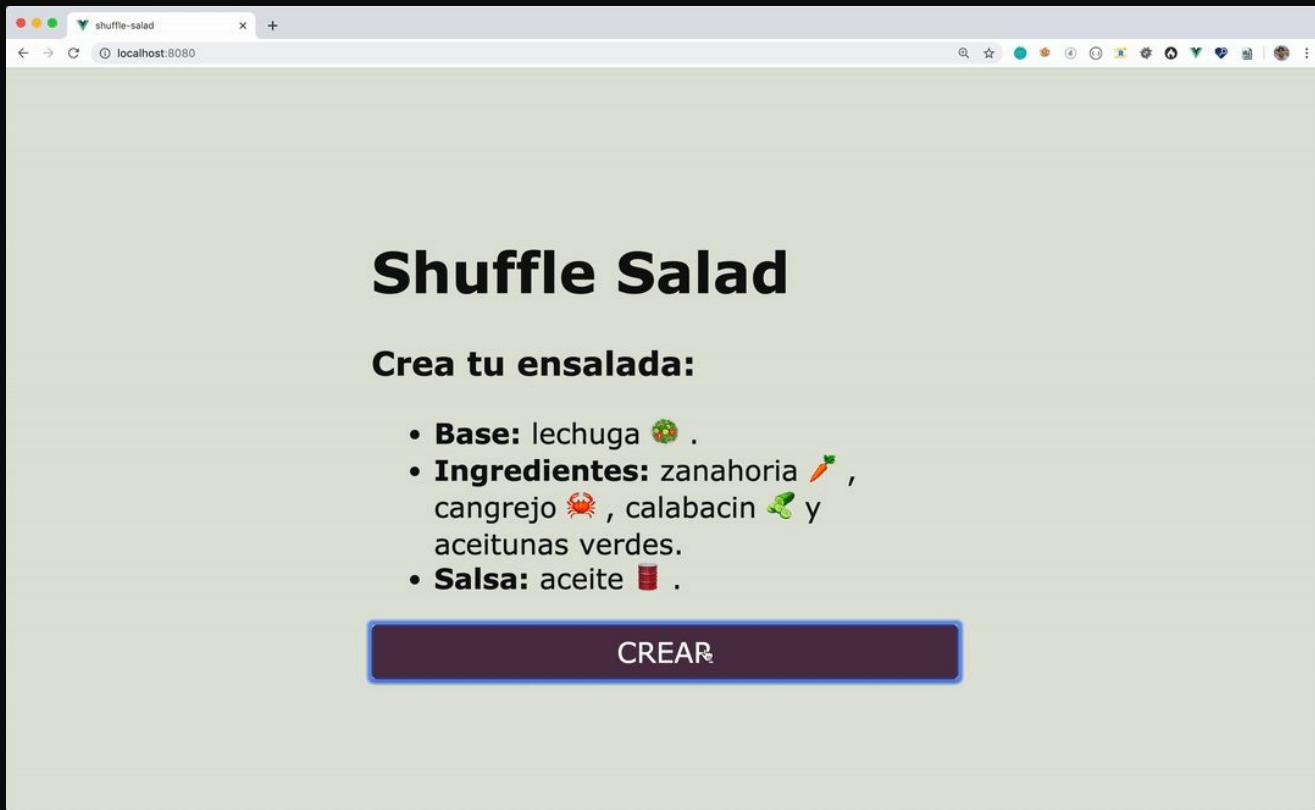 shuffle-salad
localhost:8080
Shuffle Salad
Crea tu ensalada:
• Base: lechuga 🥗 .
• Ingredientes: zanahoria 🥕 ,
cangrejo 🦀 , calabacin 🥒 y
aceitunas verdes.
• Salsa: aceite 🛢 .
CREAR